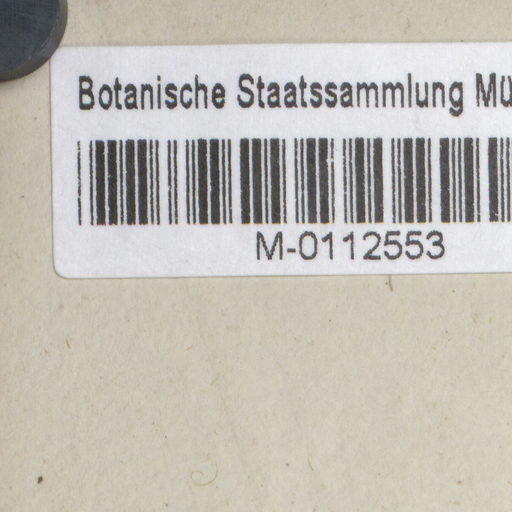 Botanische Staatssammlung Mü
M-0112553